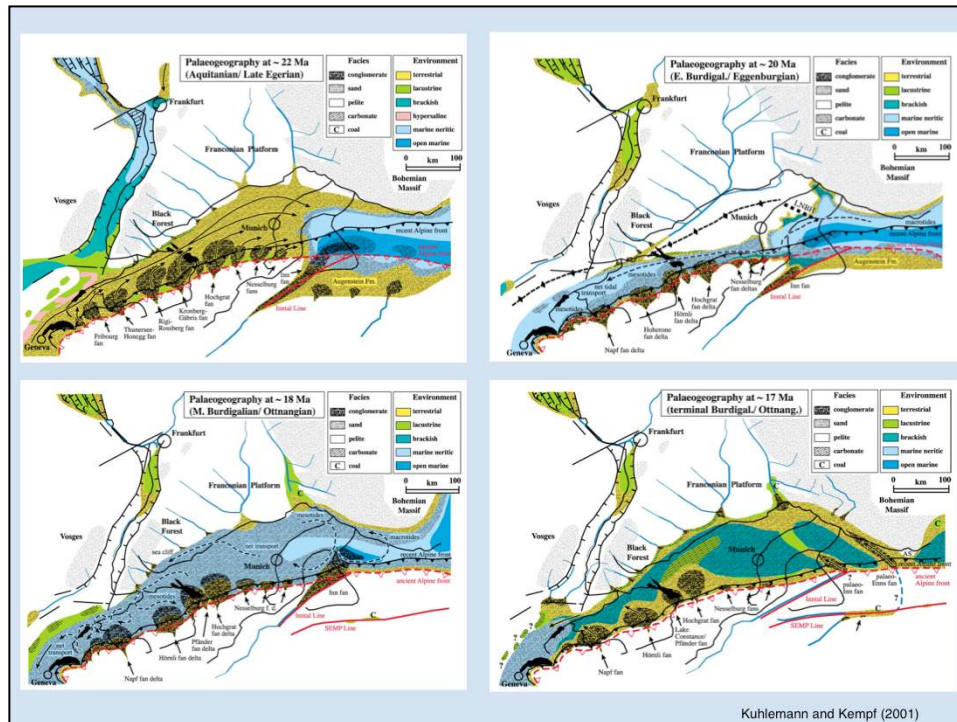 Palaeogeography at ~ 22 Ma
(Aquitanian/ Late Egerian)
Facies
conglomerate
sand
pelite
carbonate
C coal
Environment
terrestrial
lacustrine
brackish
hypersaline
marine neritic
open marine
0 km 100
Frankfurt
Franconian Platform
Bohemian
Massif
Vosges
Black
Forest
Munich
recent Alpine front
Augenstein Fm.
Inntal Line
Inn
fan
Nesselburg
fans
Hochgrat
fan
Kronberg-
Gäbris fan
Rigi-
Rossberg fan
Thunersee-
Honegg fan
Fribourg
fan
Geneva
Palaeogeography at ~ 20 Ma
(E. Burdigal./ Eggenburgian)
Facies
conglomerate
sand
pelite
carbonate
C coal
Environment
terrestrial
lacustrine
brackish
marine neritic
open marine
0 km 100
Frankfurt
Franconian Platform
Bohemian
Massif
Vosges
Black
Forest
Munich
LNBH
macrotides
recent Alpine front
Augenstein Fm.
mesotides
net tidal
transport
mesotides
Inn fan
Inntal Line
Nesselburg
fan deltas
Hochgrat
fan delta
Hörnli
fan delta
Hoherone
fan delta
Napf fan delta
Geneva
Palaeogeography at ~ 18 Ma
(M. Burdigalian/ Ottnangian)
Facies
conglomerate
sand
pelite
carbonate
C coal
Environment
terrestrial
lacustrine
brackish
marine neritic
open marine
0 km 100
Frankfurt
Franconian Platform
C
Bohemian
Massif
Vosges
Black
Forest
sea cliff
mesotides
macrotides
net transport
Munich
recent Alpine front
ancient Alpine front
mesotides
Inn fan
Inntal Line
Nesselburg f. d.
C
SEMP Line
Hochgrat
fan delta
Pfänder
fan delta
Hörnli fan delta
Napf fan delta
net
transport
Geneva
Palaeogeography at ~ 17 Ma
(terminal Burdigal./ Ottnang.)
Facies
conglomerate
sand
pelite
carbonate
C coal
Environment
terrestrial
lacustrine
brackish
marine neritic
open marine
0 km 100
Frankfurt
Franconian Platform
C
Bohemian
Massif
C
Vosges
Black
Forest
Munich
AS
recent Alpine front
ancient
Alpine front
?
palaeo-
Inn fan
palaeo-
Enns fan
?
Inntal Line
Nesselburg fans
C
SEMP Line
Hochgrat fan
Lake
Constance/
Pfänder fan
Hörnli fan
Napf fan
?
?
?
Geneva
Kuhlemann and Kempf (2001)